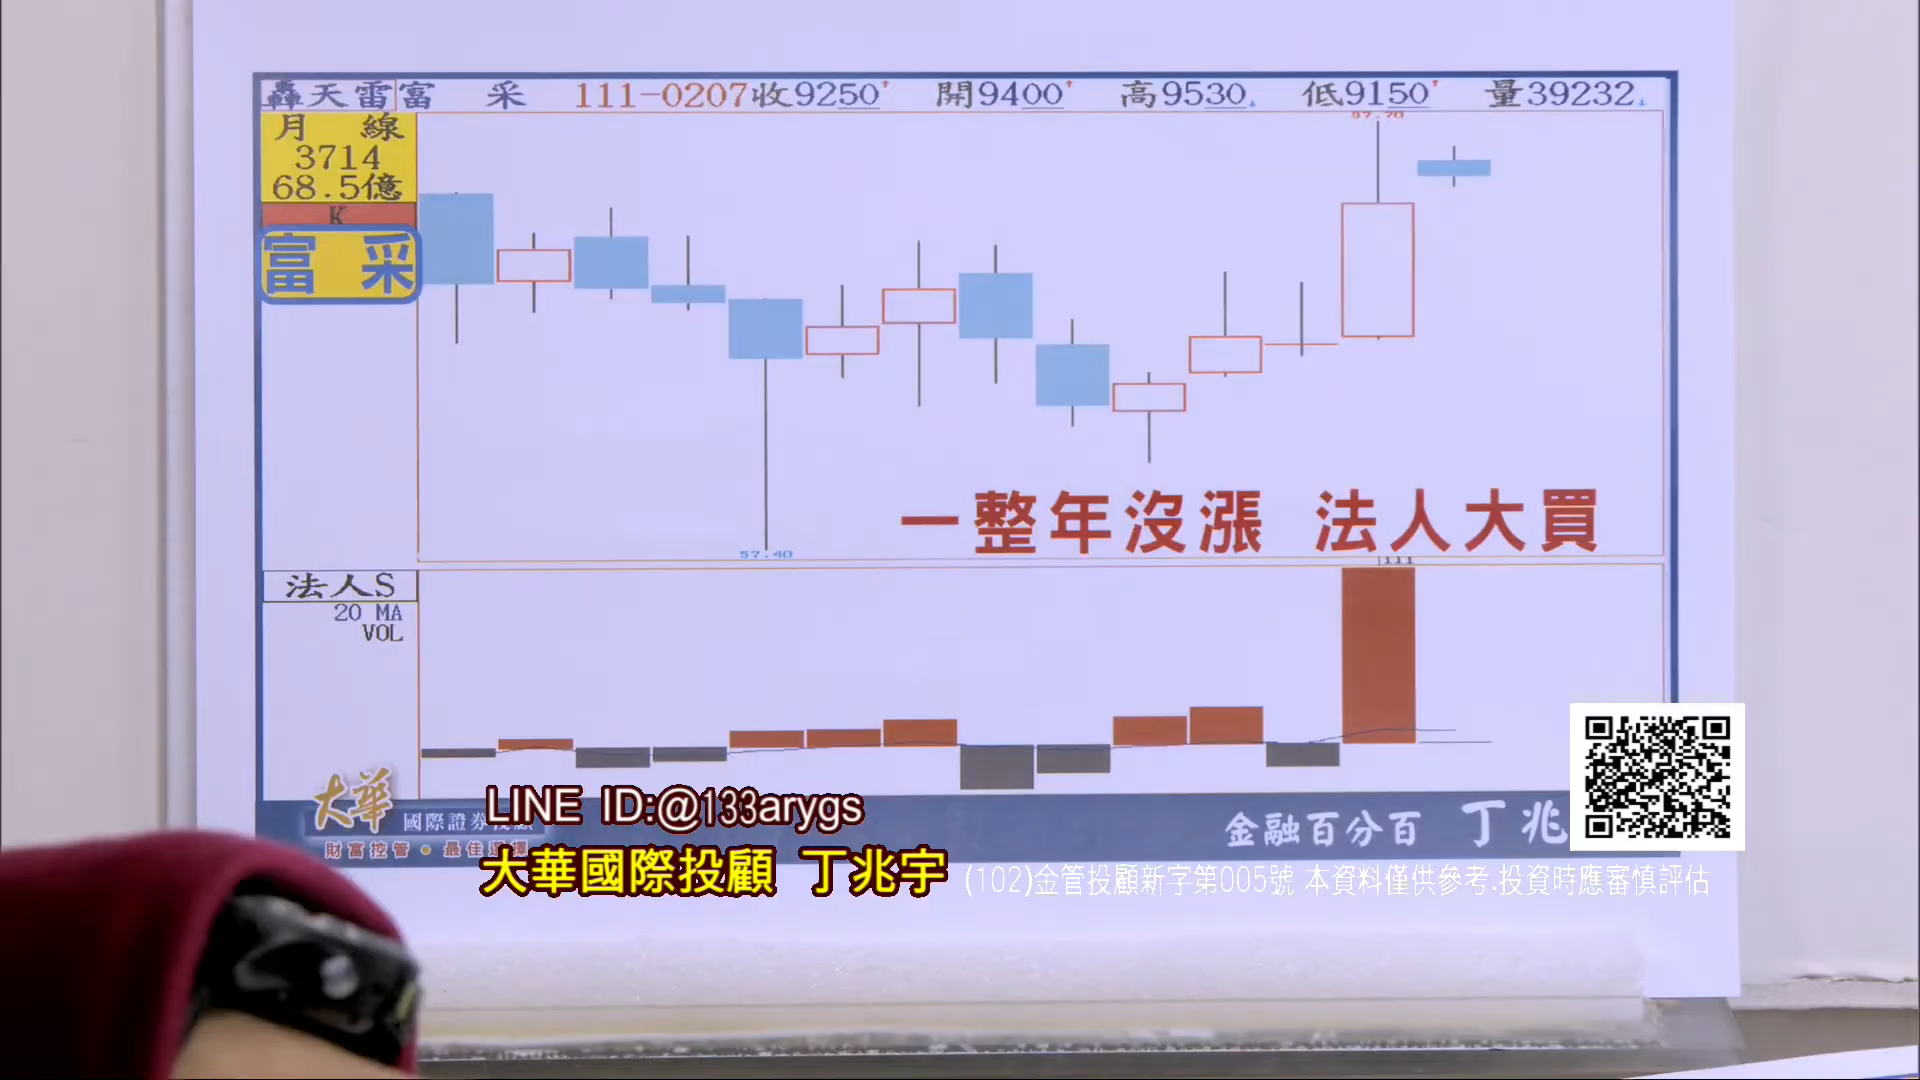 轟天雷富 采 111-0207收9250 開9400 高9530 低9150 量39232
月 線
3714
68.5億
K
富 采
57.70
57.40
一整年沒漲 法人大買
111
法人S
20 MA
VOL
大華
國際證券投顧
財富控管 • 最佳選擇
金融百分百 丁兆
LINE ID:@133arygs
大華國際投顧 丁兆宇
(102)金管投顧新字第005號 本資料僅供參考.投資時應審慎評估